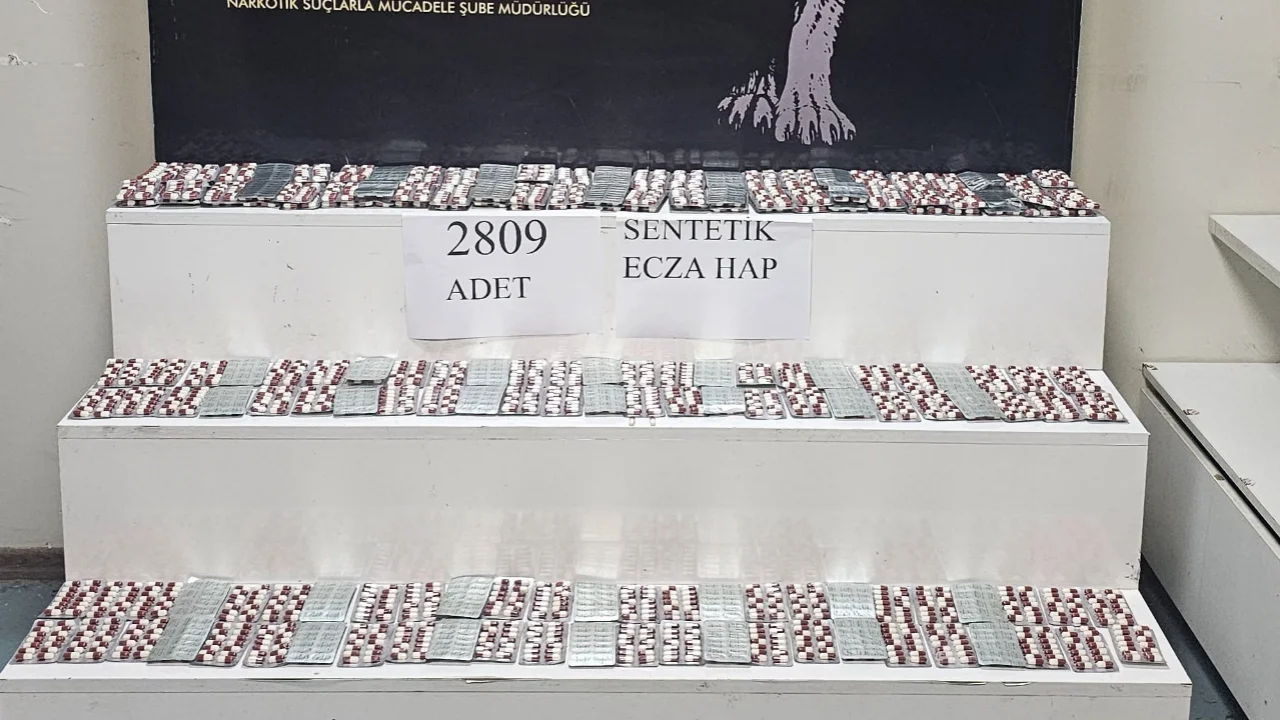 NARKOTİK SUÇLARLA MÜCADELE ŞUBE MÜDÜRLÜĞÜ
2809
ADET
SENTETİK
ECZA HAP